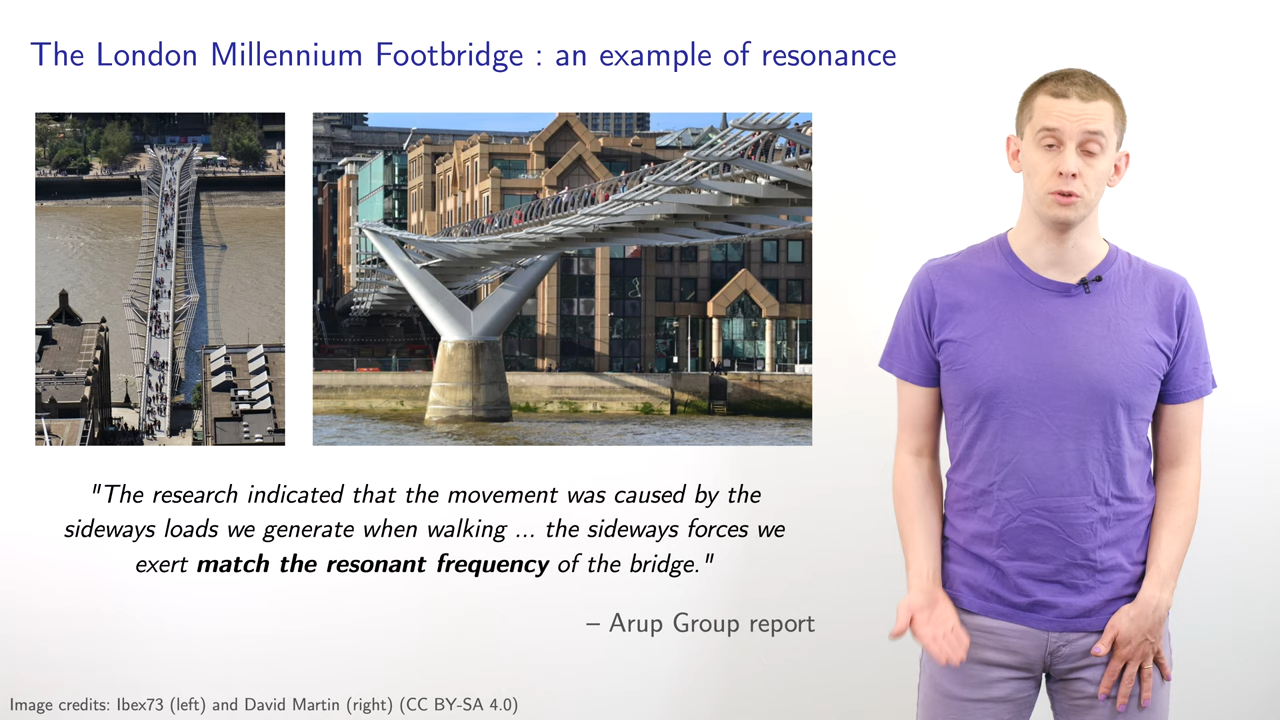 The London Millennium Footbridge : an example of resonance
"The research indicated that the movement was caused by the
sideways loads we generate when walking ... the sideways forces we
exert match the resonant frequency of the bridge."
– Arup Group report
Image credits: Ibex73 (left) and David Martin (right) (CC BY-SA 4.0)